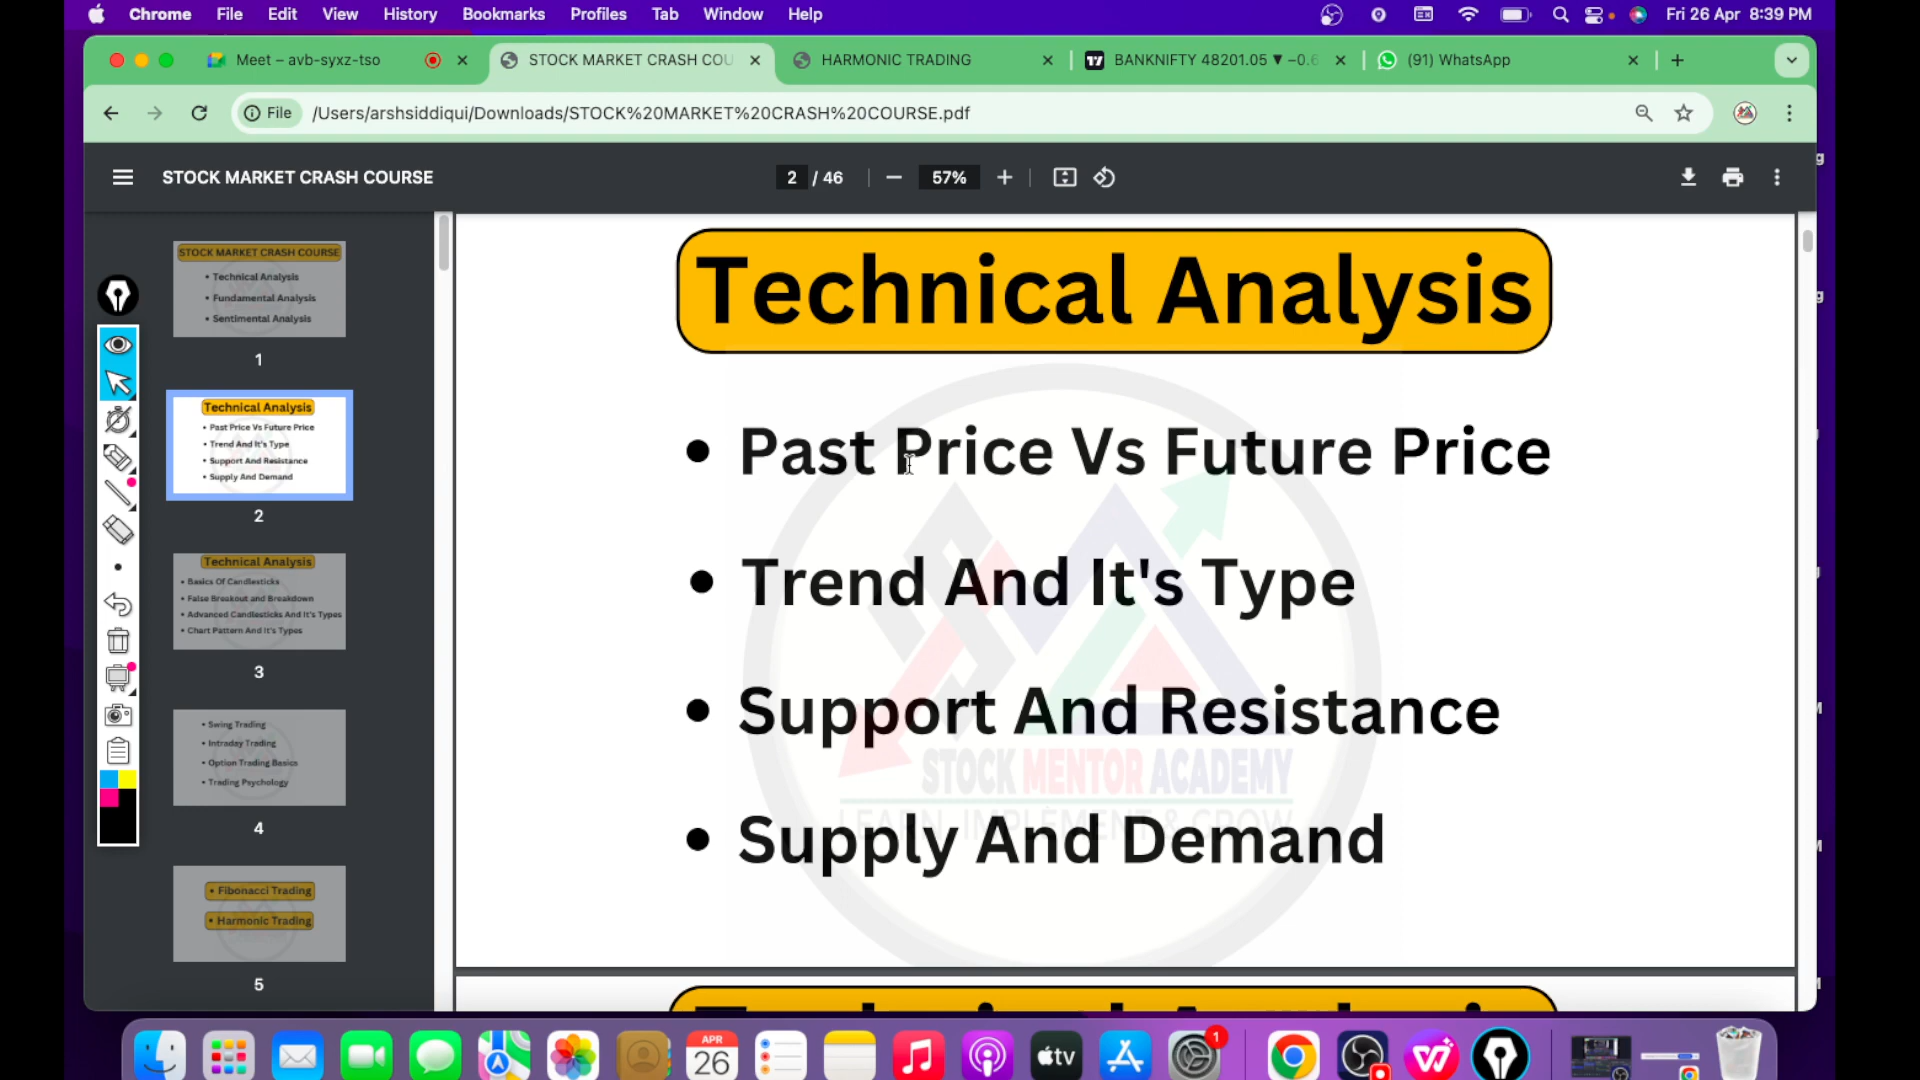 Chrome File Edit View History Bookmarks Profiles Tab Window Help Fri 26 Apr 8:39 PM
Meet – avb-syxz-tso STOCK MARKET CRASH COU HARMONIC TRADING BANKNIFTY 48201.05 ▼ −0.6 (91) WhatsApp
File /Users/arshsiddiqui/Downloads/STOCK%20MARKET%20CRASH%20COURSE.pdf
STOCK MARKET CRASH COURSE 2 / 46 57%
STOCK MARKET CRASH COURSE
• Technical Analysis
• Fundamental Analysis
• Sentimental Analysis
1
Technical Analysis
• Past Price Vs Future Price
• Trend And It's Type
• Support And Resistance
• Supply And Demand
2
Technical Analysis
• Basics Of Candlesticks
• False Breakout and Breakdown
• Advanced Candlesticks And It's Types
• Chart Pattern And It's Types
3
• Swing Trading
• Intraday Trading
• Option Trading Basics
• Trading Psychology
4
• Fibonacci Trading
• Harmonic Trading
5
Technical Analysis
• Past Price Vs Future Price
• Trend And It's Type
• Support And Resistance
STOCK MENTOR ACADEMY
LEARN, IMPLEMENT & GROW
• Supply And Demand
APR
26
tv
1